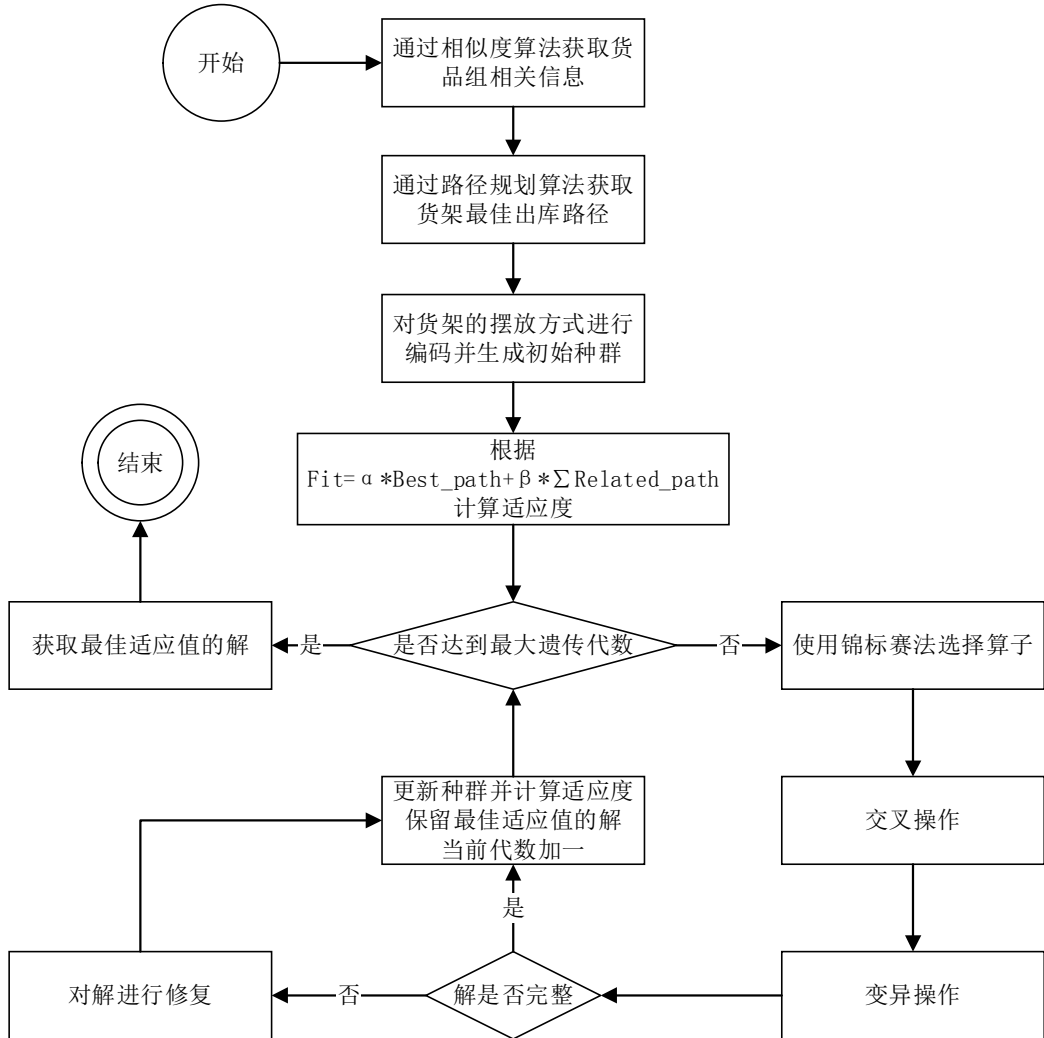 开始
通过相似度算法获取货
品组相关信息
通过路径规划算法获取
货架最佳出库路径
对货架的摆放方式进行
编码并生成初始种群
根据
Fit=α*Best_path+β*∑Related_path
计算适应度
结束
获取最佳适应值的解
是
是否达到最大遗传代数
否
使用锦标赛法选择算子
更新种群并计算适应度
保留最佳适应值的解
当前代数加一
交叉操作
是
对解进行修复
否
解是否完整
变异操作